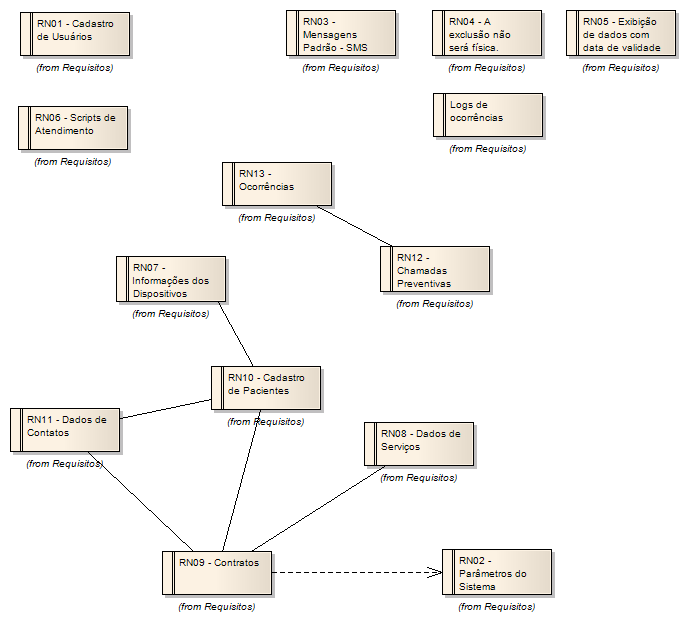 RN01 - Cadastro
de Usuários
(from Requisitos)
RN03 -
Mensagens
Padrão - SMS
(from Requisitos)
RN04 - A
exclusão não
será física.
(from Requisitos)
RN05 - Exibição
de dados com
data de validade
(from Requisitos)
RN06 - Scripts de
Atendimento
(from Requisitos)
Logs de
ocorrências
(from Requisitos)
RN13 -
Ocorrências
(from Requisitos)
RN12 -
Chamadas
Preventivas
(from Requisitos)
RN07 -
Informações dos
Dispositivos
(from Requisitos)
RN10 - Cadastro
de Pacientes
(from Requisitos)
RN11 - Dados de
Contatos
(from Requisitos)
RN08 - Dados de
Serviços
(from Requisitos)
RN09 - Contratos
(from Requisitos)
RN02 -
Parâmetros do
Sistema
(from Requisitos)